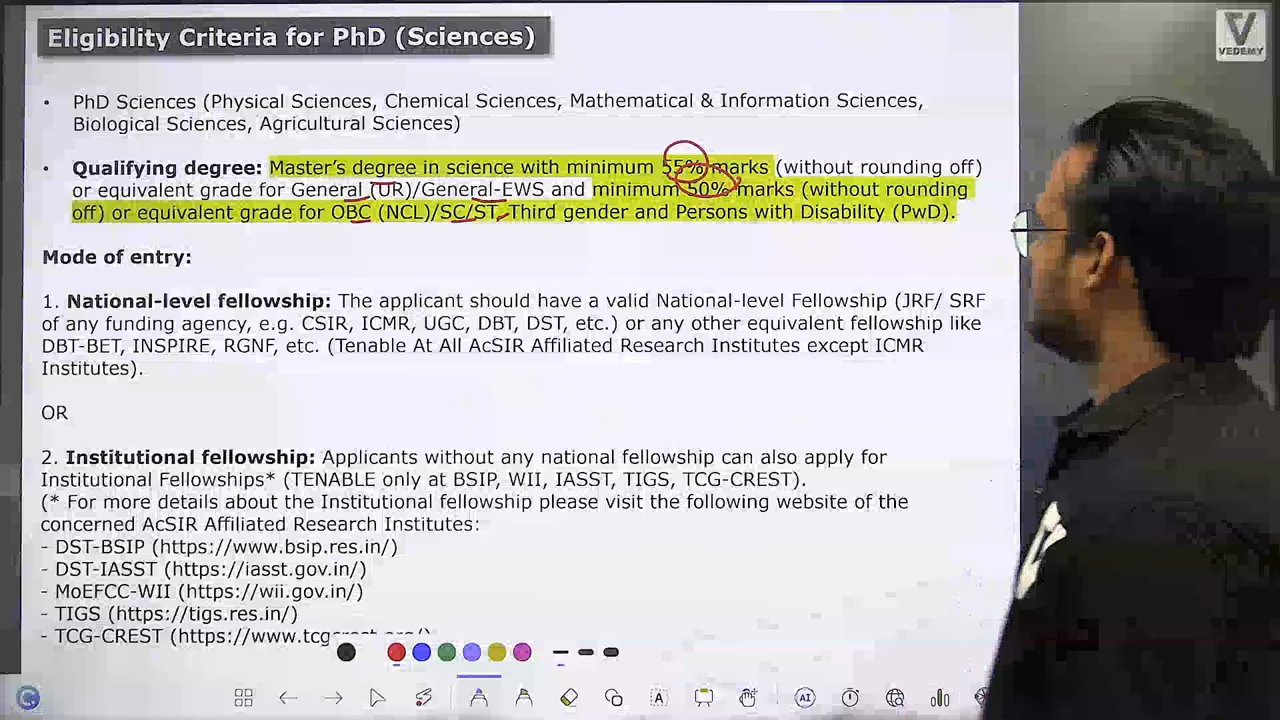 Eligibility Criteria for PhD (Sciences)
VEDEMY
• PhD Sciences (Physical Sciences, Chemical Sciences, Mathematical & Information Sciences,
Biological Sciences, Agricultural Sciences)
• Qualifying degree: Master's degree in science with minimum 55% marks (without rounding off)
or equivalent grade for General (UR)/General-EWS and minimum 50% marks (without rounding
off) or equivalent grade for OBC (NCL)/SC/ST, Third gender and Persons with Disability (PwD).
Mode of entry:
1. National-level fellowship: The applicant should have a valid National-level Fellowship (JRF/ SRF
of any funding agency, e.g. CSIR, ICMR, UGC, DBT, DST, etc.) or any other equivalent fellowship like
DBT-BET, INSPIRE, RGNF, etc. (Tenable At All AcSIR Affiliated Research Institutes except ICMR
Institutes).
OR
2. Institutional fellowship: Applicants without any national fellowship can also apply for
Institutional Fellowships* (TENABLE only at BSIP, WII, IASST, TIGS, TCG-CREST).
(* For more details about the Institutional fellowship please visit the following website of the
concerned AcSIR Affiliated Research Institutes:
- DST-BSIP (https://www.bsip.res.in/)
- DST-IASST (https://iasst.gov.in/)
- MoEFCC-WII (https://wii.gov.in/)
- TIGS (https://tigs.res.in/)
- TCG-CREST (https://www.tcgcrest.org/)
A
AI